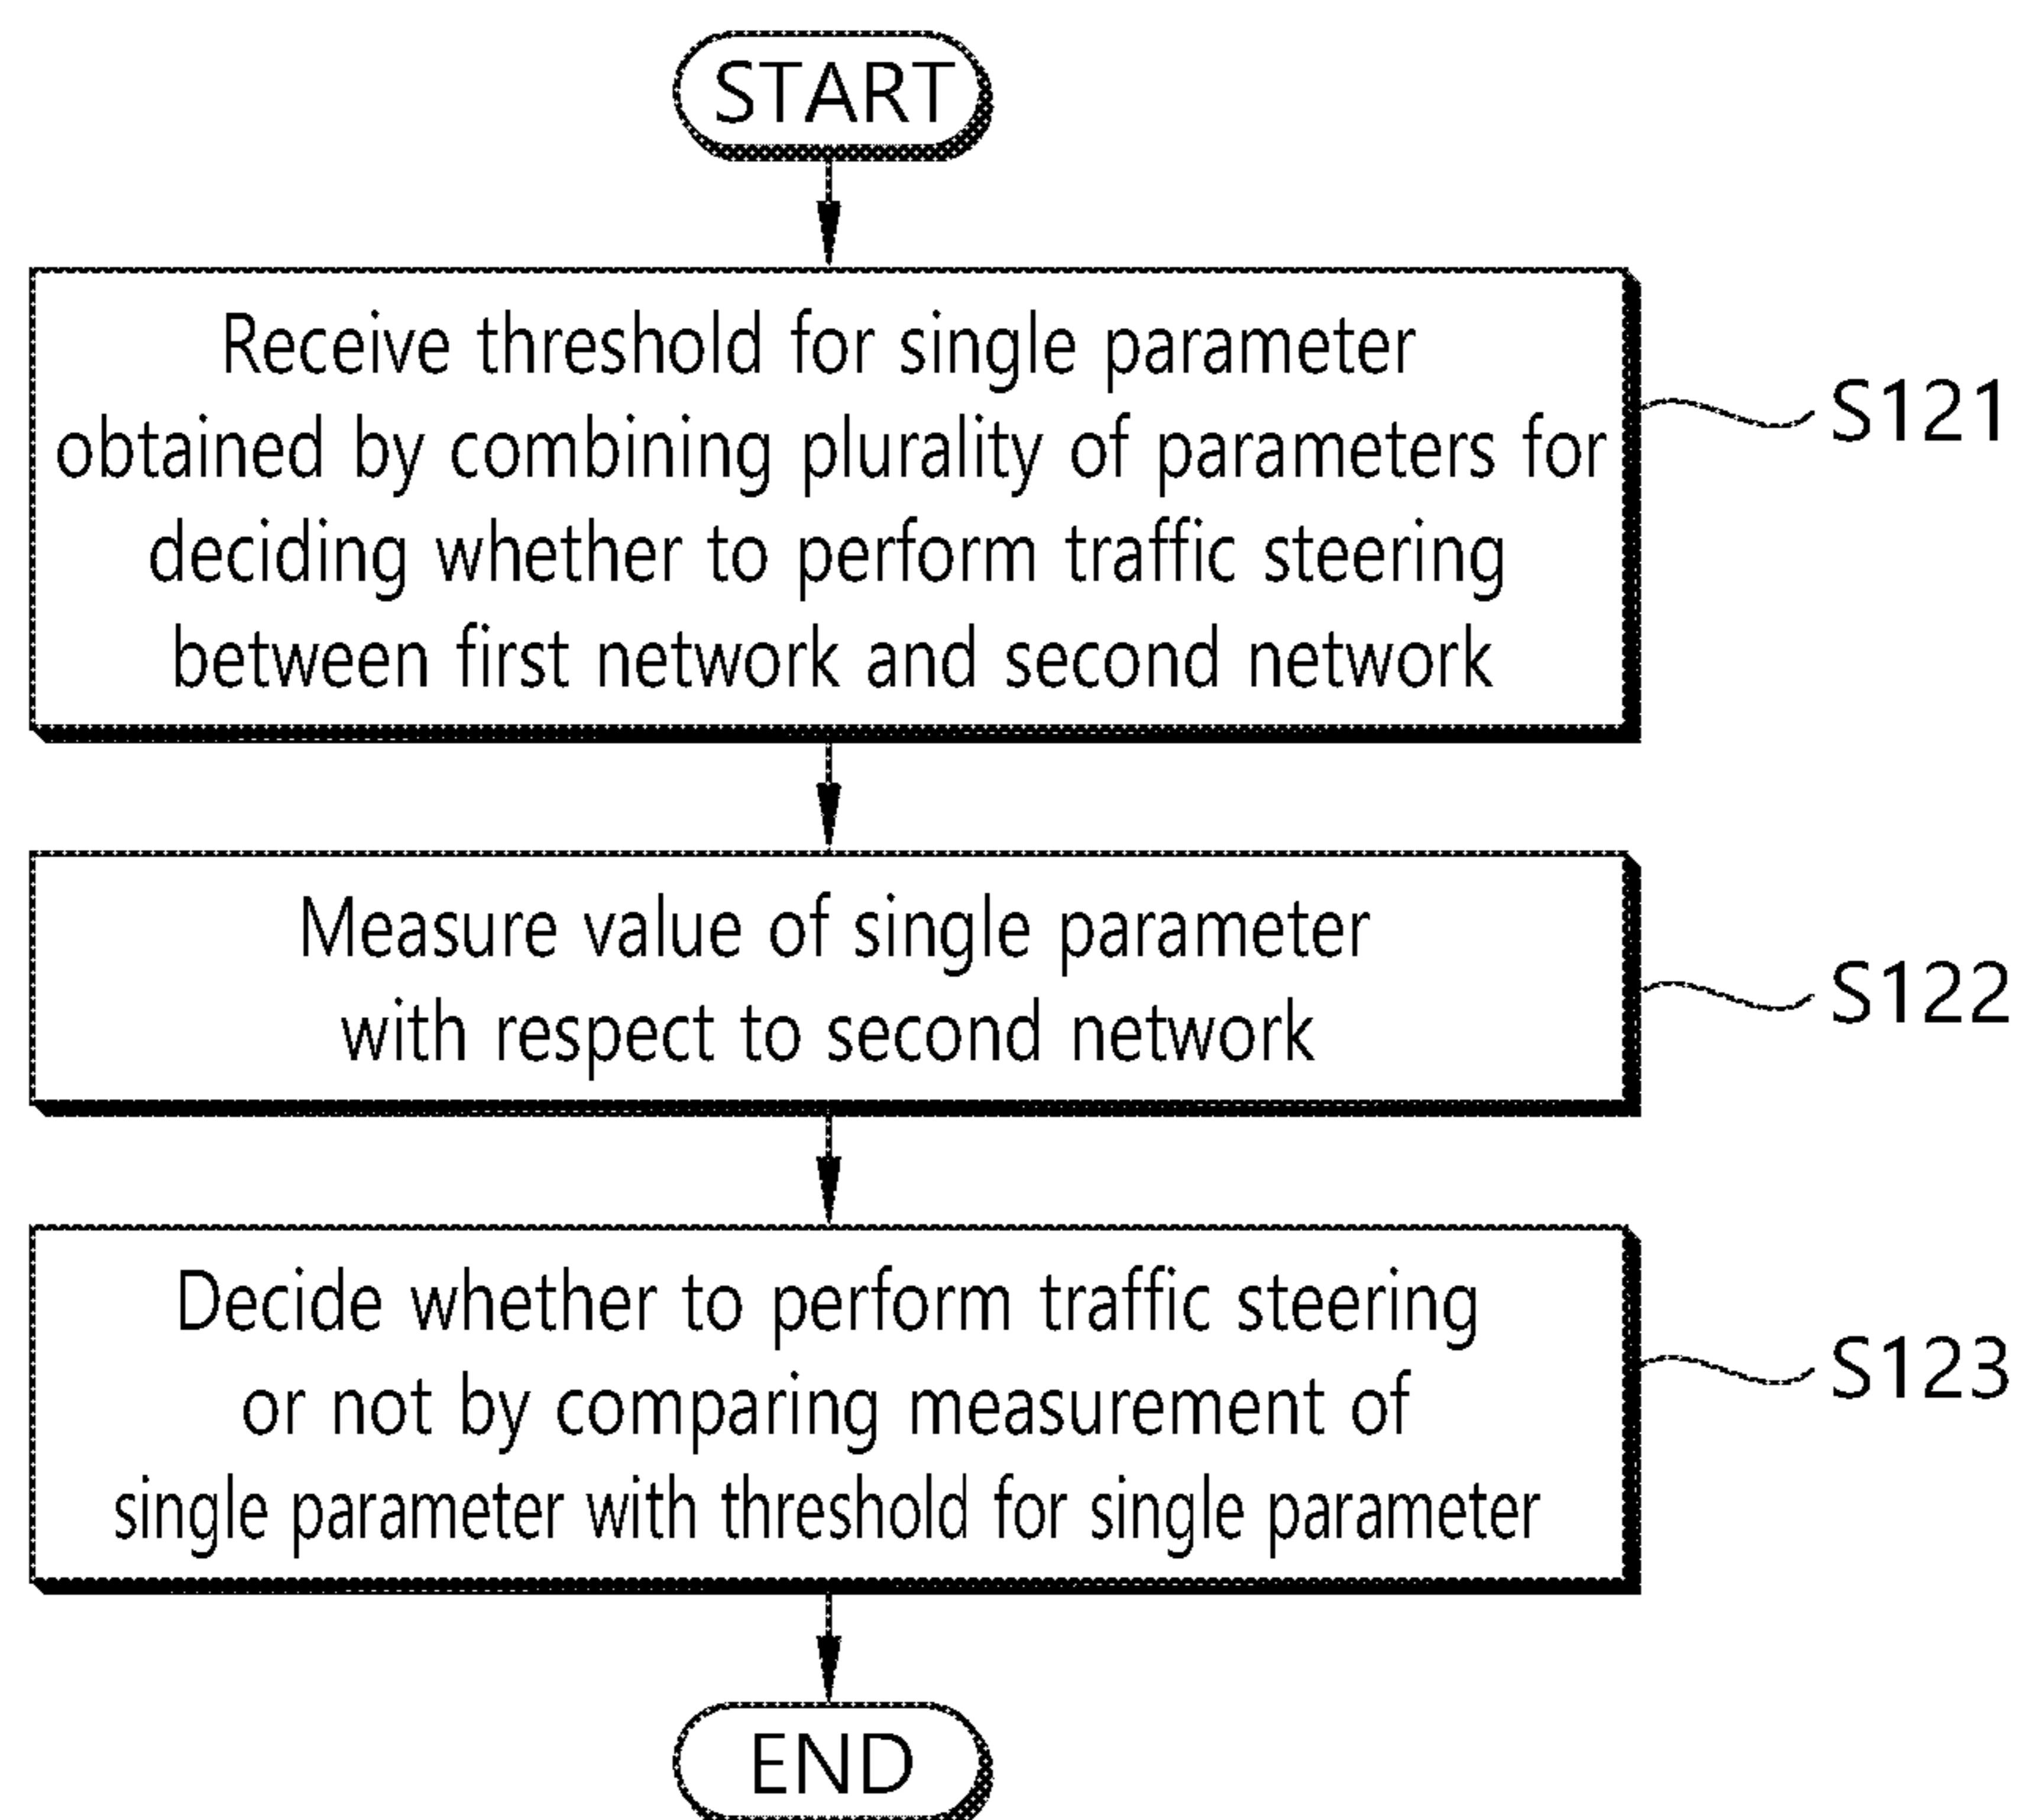 START
Receive threshold for single parameter
obtained by combining plurality of parameters for
deciding whether to perform traffic steering
between first network and second network
S121
Measure value of single parameter
with respect to second network
S122
Decide whether to perform traffic steering
or not by comparing measurement of
single parameter with threshold for single parameter
S123
END